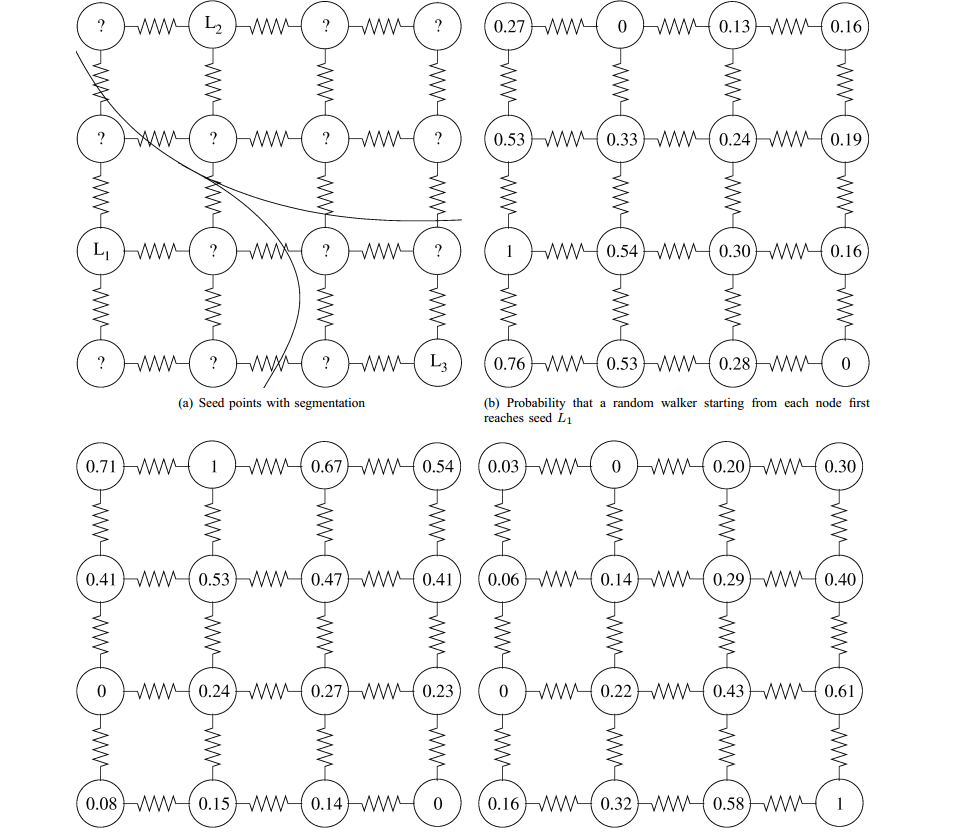 ? L2 ? ? 0.27 0 0.13 0.16
? ? ? ? 0.53 0.33 0.24 0.19
L1 ? ? ? 1 0.54 0.30 0.16
? ? ? L3 0.76 0.53 0.28 0
(a) Seed points with segmentation
(b) Probability that a random walker starting from each node first
reaches seed L1
0.71 1 0.67 0.54 0.03 0 0.20 0.30
0.41 0.53 0.47 0.41 0.06 0.14 0.29 0.40
0 0.24 0.27 0.23 0 0.22 0.43 0.61
0.08 0.15 0.14 0 0.16 0.32 0.58 1